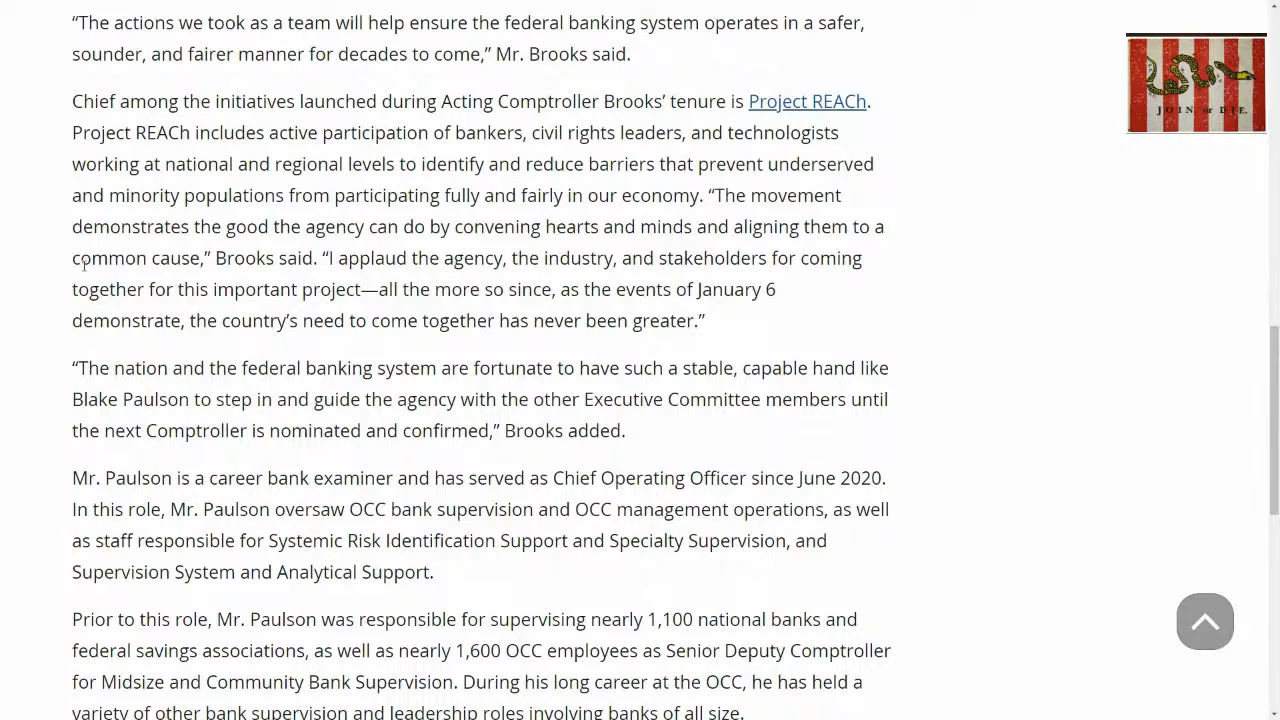 “The actions we took as a team will help ensure the federal banking system operates in a safer,
sounder, and fairer manner for decades to come,” Mr. Brooks said.
Chief among the initiatives launched during Acting Comptroller Brooks’ tenure is Project REACh.
Project REACh includes active participation of bankers, civil rights leaders, and technologists
working at national and regional levels to identify and reduce barriers that prevent underserved
and minority populations from participating fully and fairly in our economy. “The movement
demonstrates the good the agency can do by convening hearts and minds and aligning them to a
common cause,” Brooks said. “I applaud the agency, the industry, and stakeholders for coming
together for this important project—all the more so since, as the events of January 6
demonstrate, the country’s need to come together has never been greater.”
“The nation and the federal banking system are fortunate to have such a stable, capable hand like
Blake Paulson to step in and guide the agency with the other Executive Committee members until
the next Comptroller is nominated and confirmed,” Brooks added.
Mr. Paulson is a career bank examiner and has served as Chief Operating Officer since June 2020.
In this role, Mr. Paulson oversaw OCC bank supervision and OCC management operations, as well
as staff responsible for Systemic Risk Identification Support and Specialty Supervision, and
Supervision System and Analytical Support.
Prior to this role, Mr. Paulson was responsible for supervising nearly 1,100 national banks and
federal savings associations, as well as nearly 1,600 OCC employees as Senior Deputy Comptroller
for Midsize and Community Bank Supervision. During his long career at the OCC, he has held a
variety of other bank supervision and leadership roles involving banks of all size.
JOIN or DIE.